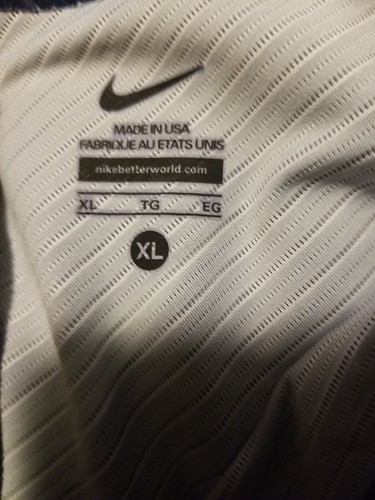 MADE IN USA
FABRIQUE AU ETATS UNIS
nikebetterworld.com
XL TG EG
XL